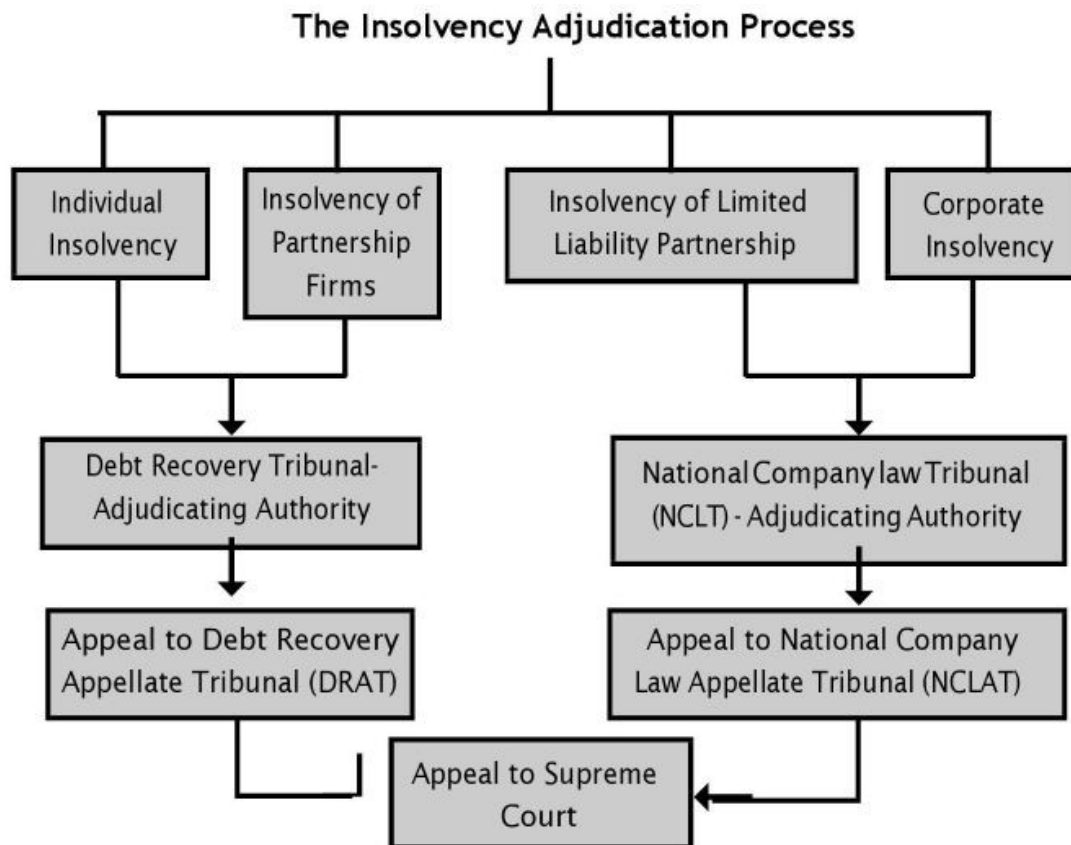 The Insolvency Adjudication Process
Individual
Insolvency
Insolvency of
Partnership
Firms
Insolvency of Limited
Liability Partnership
Corporate
Insolvency
Debt Recovery Tribunal-
Adjudicating Authority
National Company law Tribunal
(NCLT) - Adjudicating Authority
Appeal to Debt Recovery
Appellate Tribunal (DRAT)
Appeal to National Company
Law Appellate Tribunal (NCLAT)
Appeal to Supreme
Court